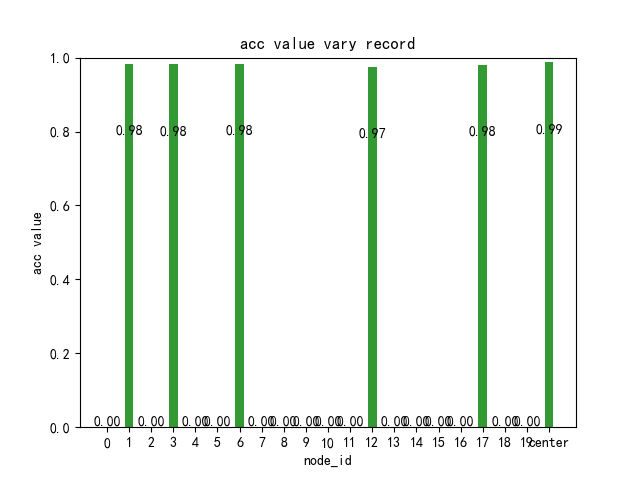 acc value vary record
1.0
0.8
0.6
0.4
0.2
0.0
acc value
0.98 0.98 0.98 0.97 0.98 0.99
0.00 0.00 0.00 0.00 0.00 0.00 0.00 0.00 0.00 0.00 0.00 0.00 0.00 0.00 0.00
0 1 2 3 4 5 6 7 8 9 10 11 12 13 14 15 16 17 18 19 center
node_id